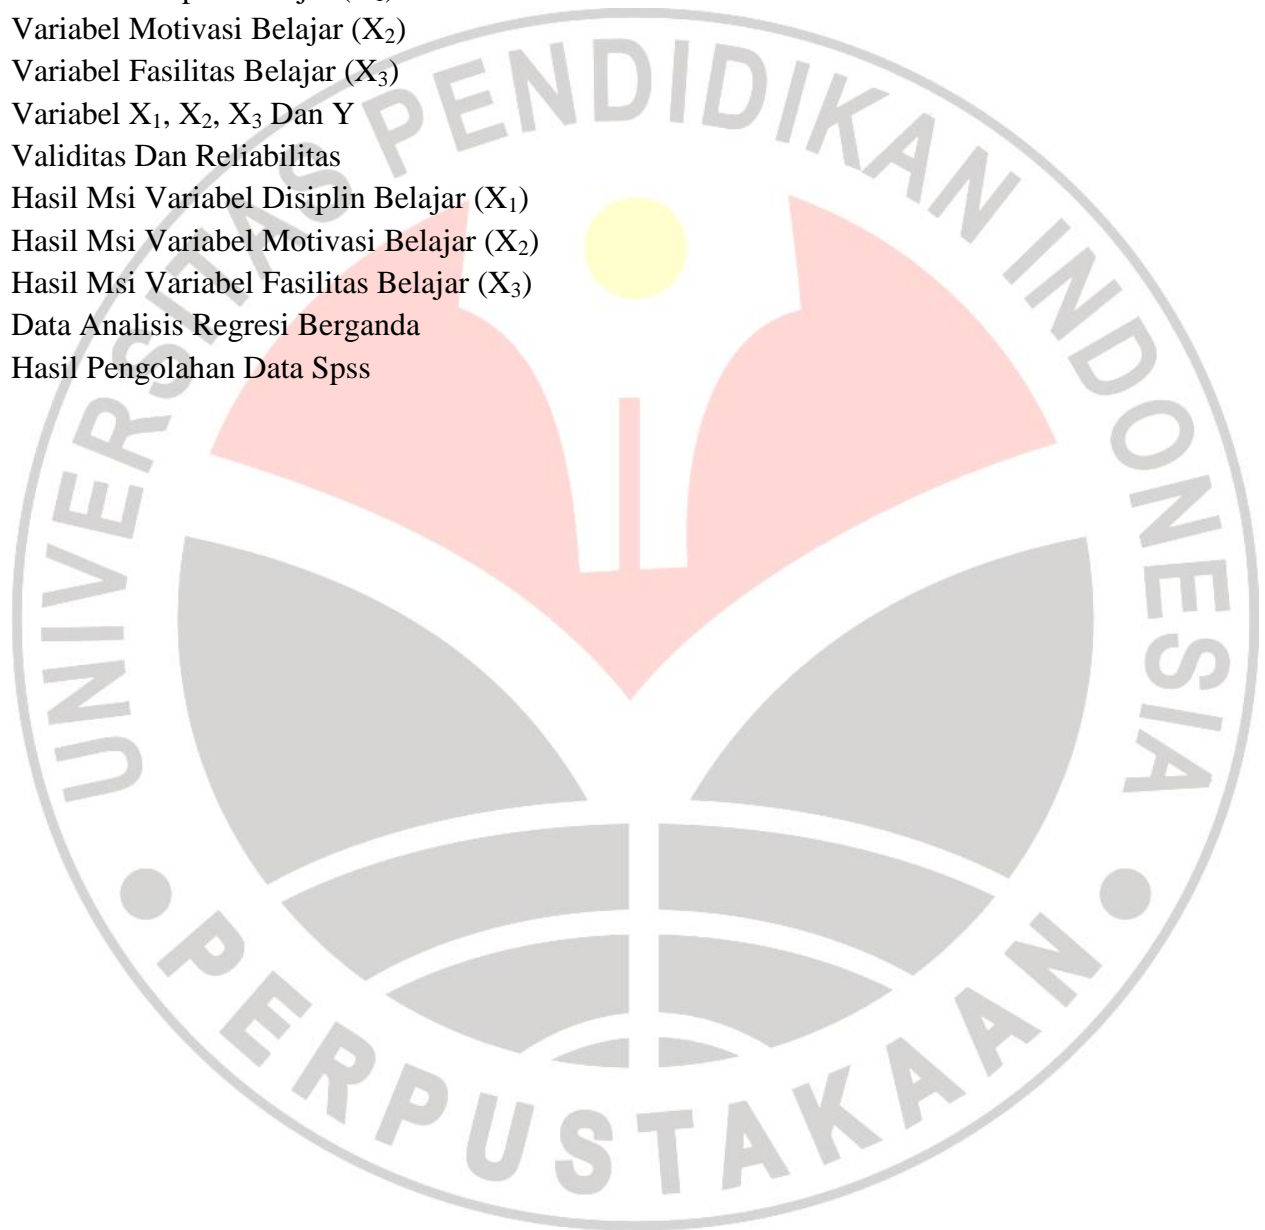 Variabel Motivasi Belajar (X₂)
Variabel Fasilitas Belajar (X₃)
Variabel X₁, X₂, X₃ Dan Y
Validitas Dan Reliabilitas
Hasil Msi Variabel Disiplin Belajar (X₁)
Hasil Msi Variabel Motivasi Belajar (X₂)
Hasil Msi Variabel Fasilitas Belajar (X₃)
Data Analisis Regresi Berganda
Hasil Pengolahan Data Spss
UNIVERSITAS PENDIDIKAN INDONESIA
PERPUSTAKAAN